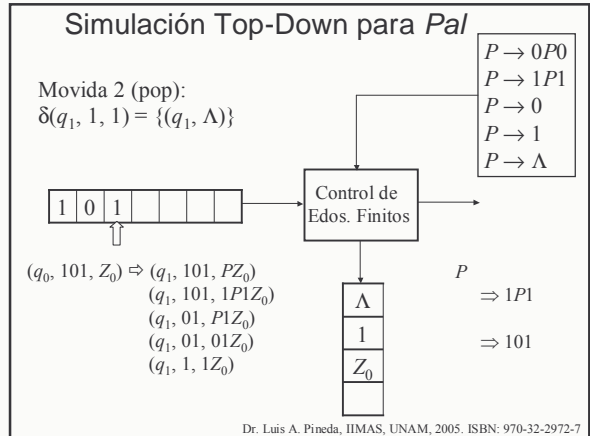 Simulación Top-Down para Pal
P → 0P0
P → 1P1
P → 0
P → 1
P → Λ
Movida 2 (pop):
δ(q₁, 1, 1) = {(q₁, Λ)}
1 0 1
Control de
Edos. Finitos
(q₀, 101, Z₀) ⇨ (q₁, 101, PZ₀)
(q₁, 101, 1P1Z₀)
(q₁, 01, P1Z₀)
(q₁, 01, 01Z₀)
(q₁, 1, 1Z₀)
Λ
1
Z₀
P
⇒ 1P1
⇒ 101
Dr. Luis A. Pineda, IIMAS, UNAM, 2005. ISBN: 970-32-2972-7